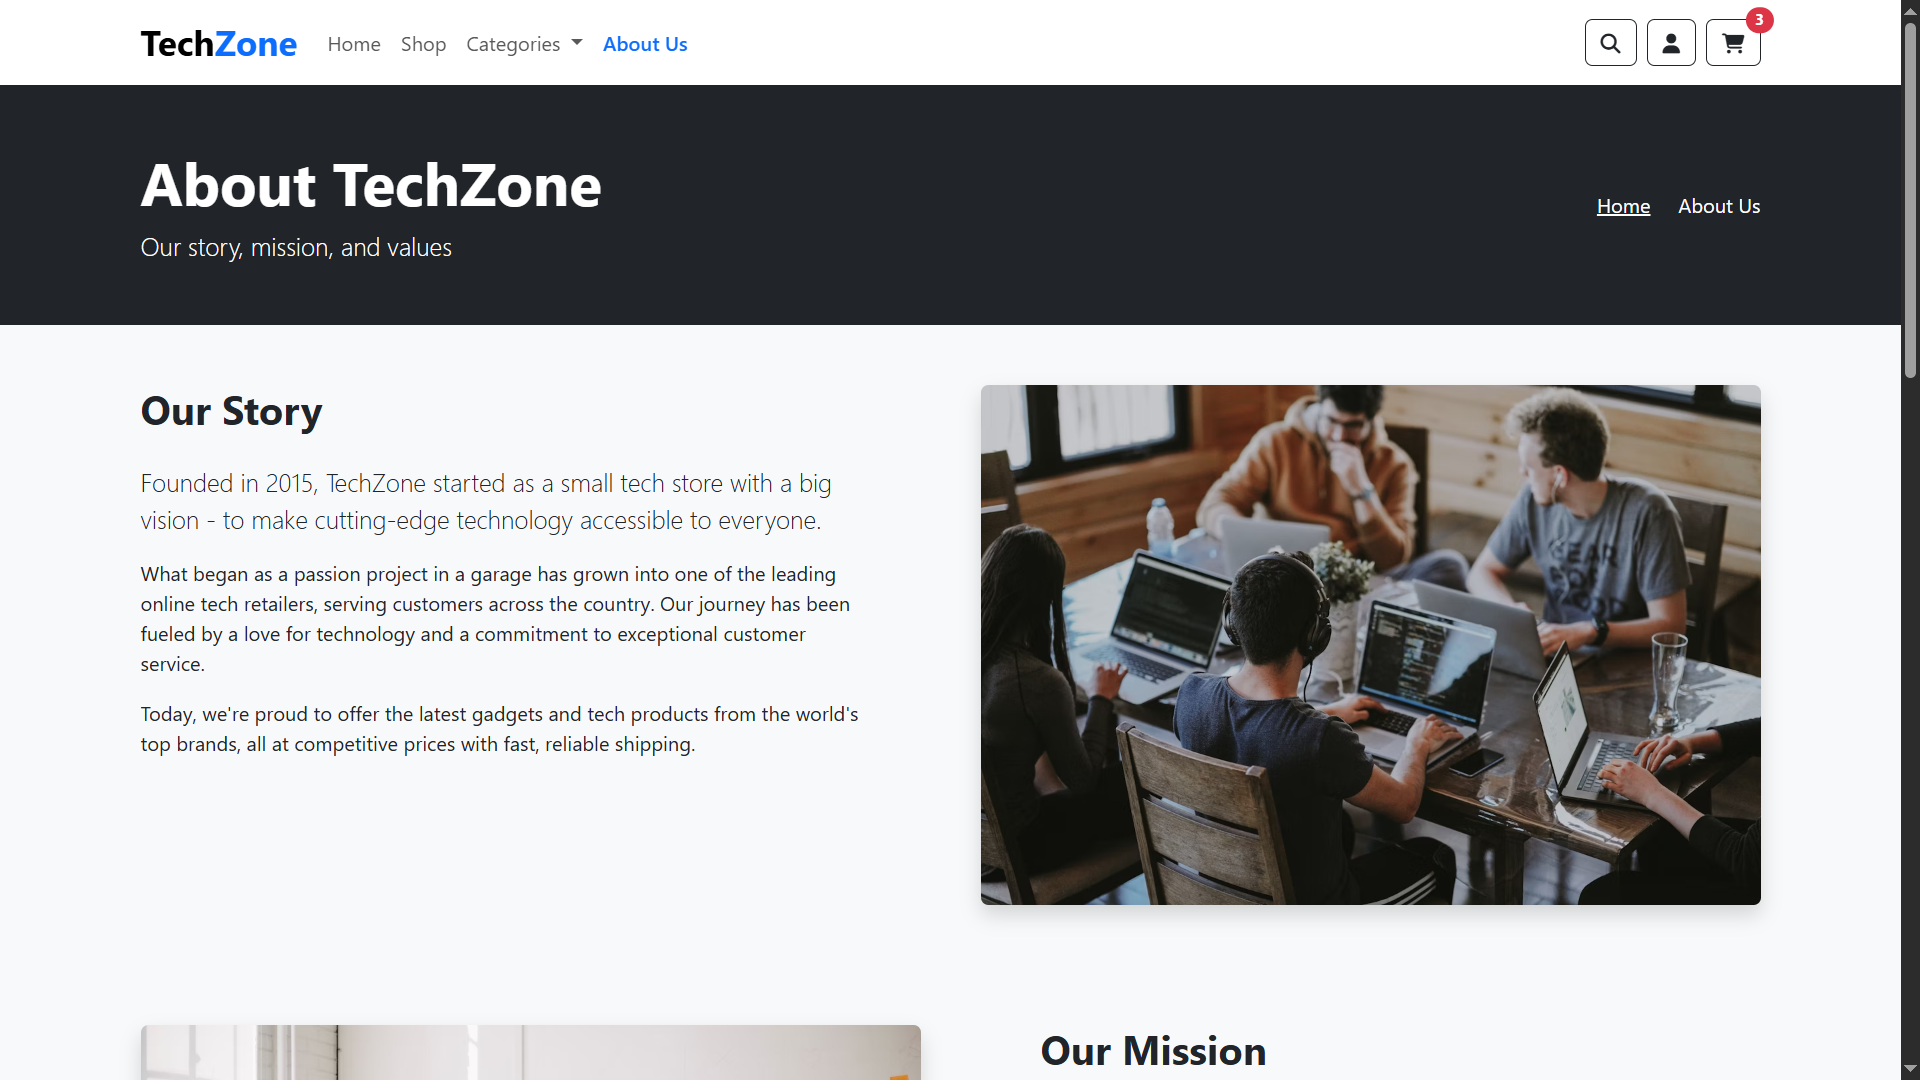 TechZone Home Shop Categories About Us 3
About TechZone
Our story, mission, and values
Home About Us
Our Story
Founded in 2015, TechZone started as a small tech store with a big
vision - to make cutting-edge technology accessible to everyone.
What began as a passion project in a garage has grown into one of the leading
online tech retailers, serving customers across the country. Our journey has been
fueled by a love for technology and a commitment to exceptional customer
service.
Today, we're proud to offer the latest gadgets and tech products from the world's
top brands, all at competitive prices with fast, reliable shipping.
Our Mission